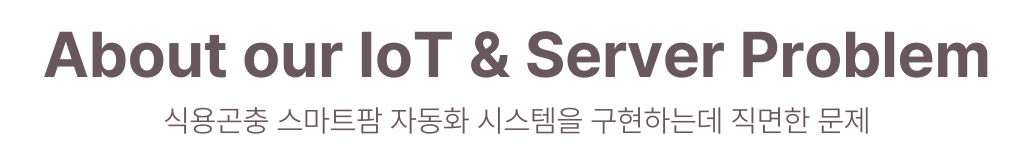 About our IoT & Server Problem
식용곤충 스마트팜 자동화 시스템을 구현하는데 직면한 문제